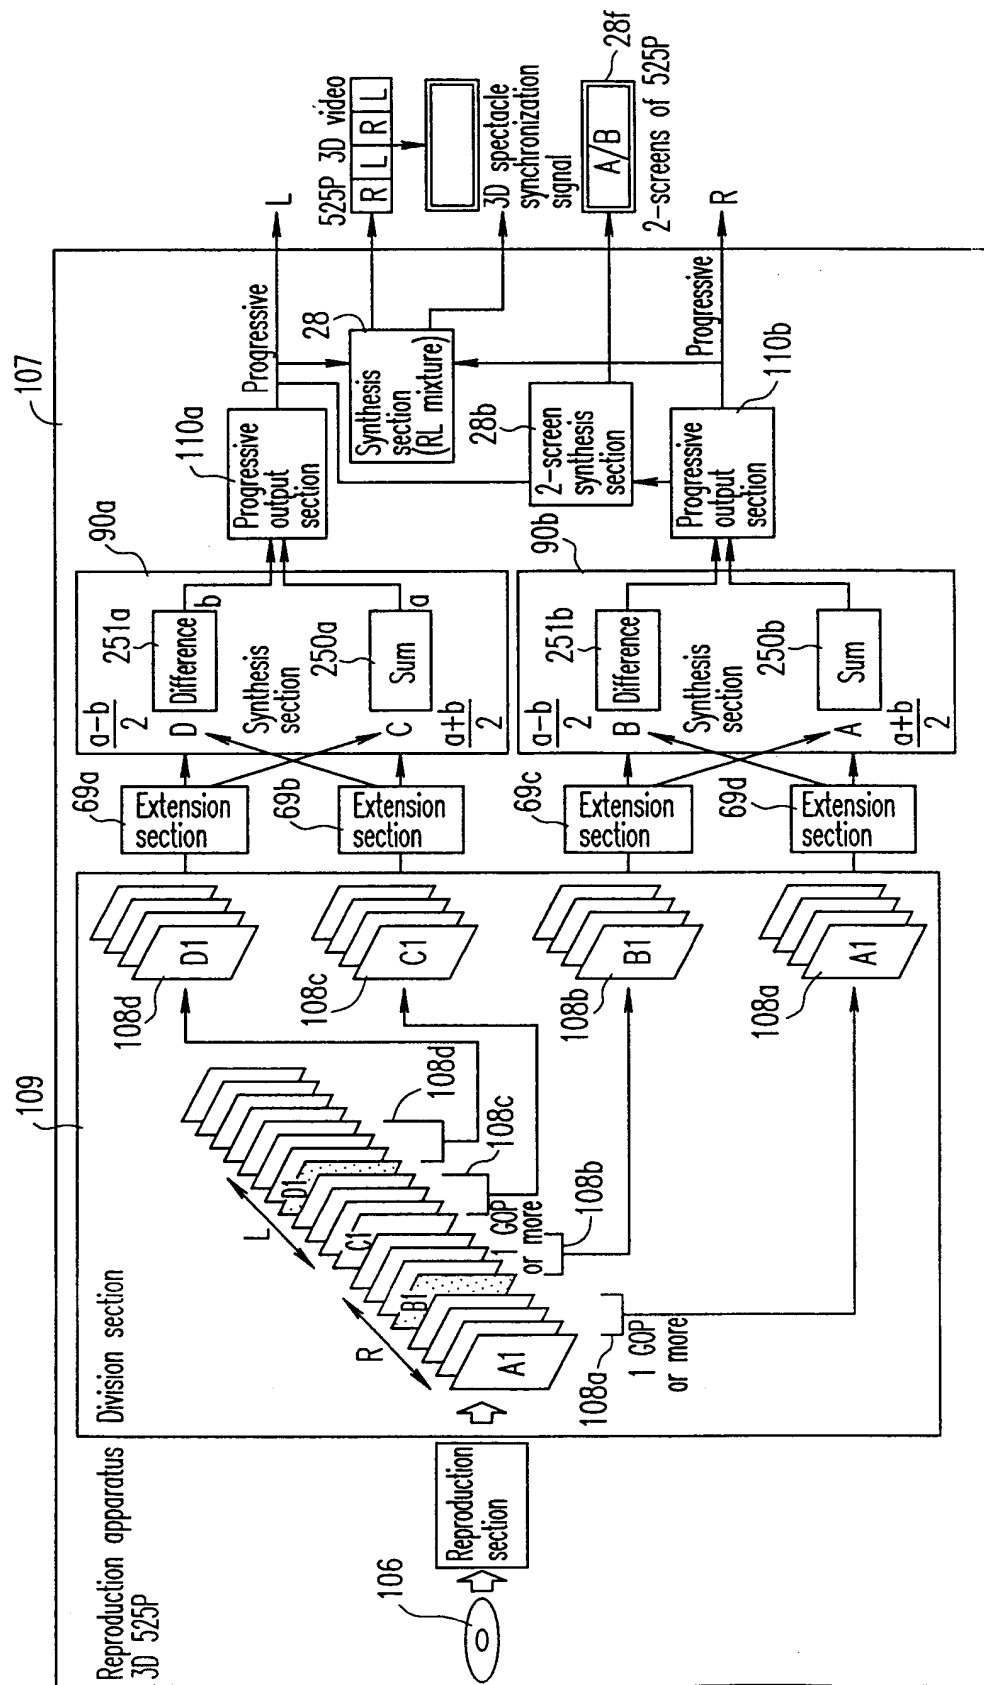 Reproduction apparatus
3D 525P
107
109
Division section
106
Reproduction
section
A1
B1
C1
D1
R
L
108a
1 GOP
or more
108b
1 GOP
or more
108c
108d
D1
108d
C1
108c
B1
108b
A1
108a
69a
Extension
section
69b
Extension
section
69c
Extension
section
69d
Extension
section
90a
a-b
2
D
251a
Difference
b
Synthesis
section
250a
Sum
a
C
a+b
2
90b
a-b
2
B
251b
Difference
Synthesis
section
250b
Sum
A
a+b
2
110a
Progressive
output
section
Progressive
L
28
Synthesis
section
(RL mixture)
28b
2-screen
synthesis
section
110b
Progressive
output
section
Progressive
R
525P 3D video
R L R L
3D spectacle
synchronization
signal
A/B
28f
2-screens of 525P